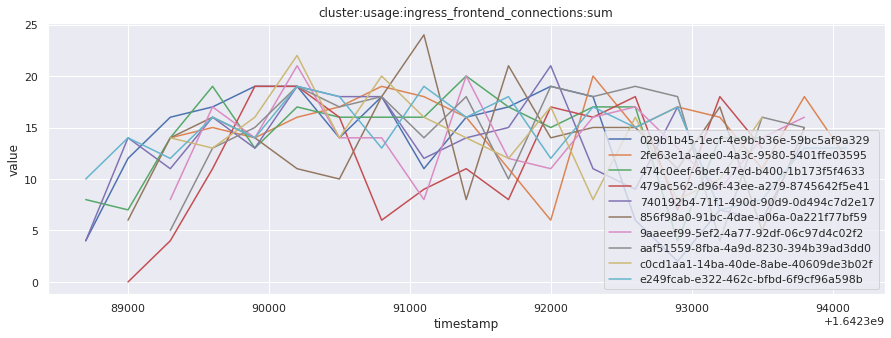 cluster:usage:ingress_frontend_connections:sum
value
25
20
15
10
5
0
029b1b45-1ecf-4e9b-b36e-59bc5af9a329
2fe63e1a-aee0-4a3c-9580-5401ffe03595
474c0eef-6bef-47ed-b400-1b173f5f4633
479ac562-d96f-43ee-a279-8745642f5e41
740192b4-71f1-490d-90d9-0d494c7d2e17
856f98a0-91bc-4dae-a06a-0a221f77bf59
9aaeef99-5ef2-4a77-92df-06c97d4c02f2
aaf51559-8fba-4a9d-8230-394b39ad3dd0
c0cd1aa1-14ba-40de-8abe-40609de3b02f
e249fcab-e322-462c-bfbd-6f9cf96a598b
89000 90000 91000 92000 93000 94000
+1.6423e9
timestamp